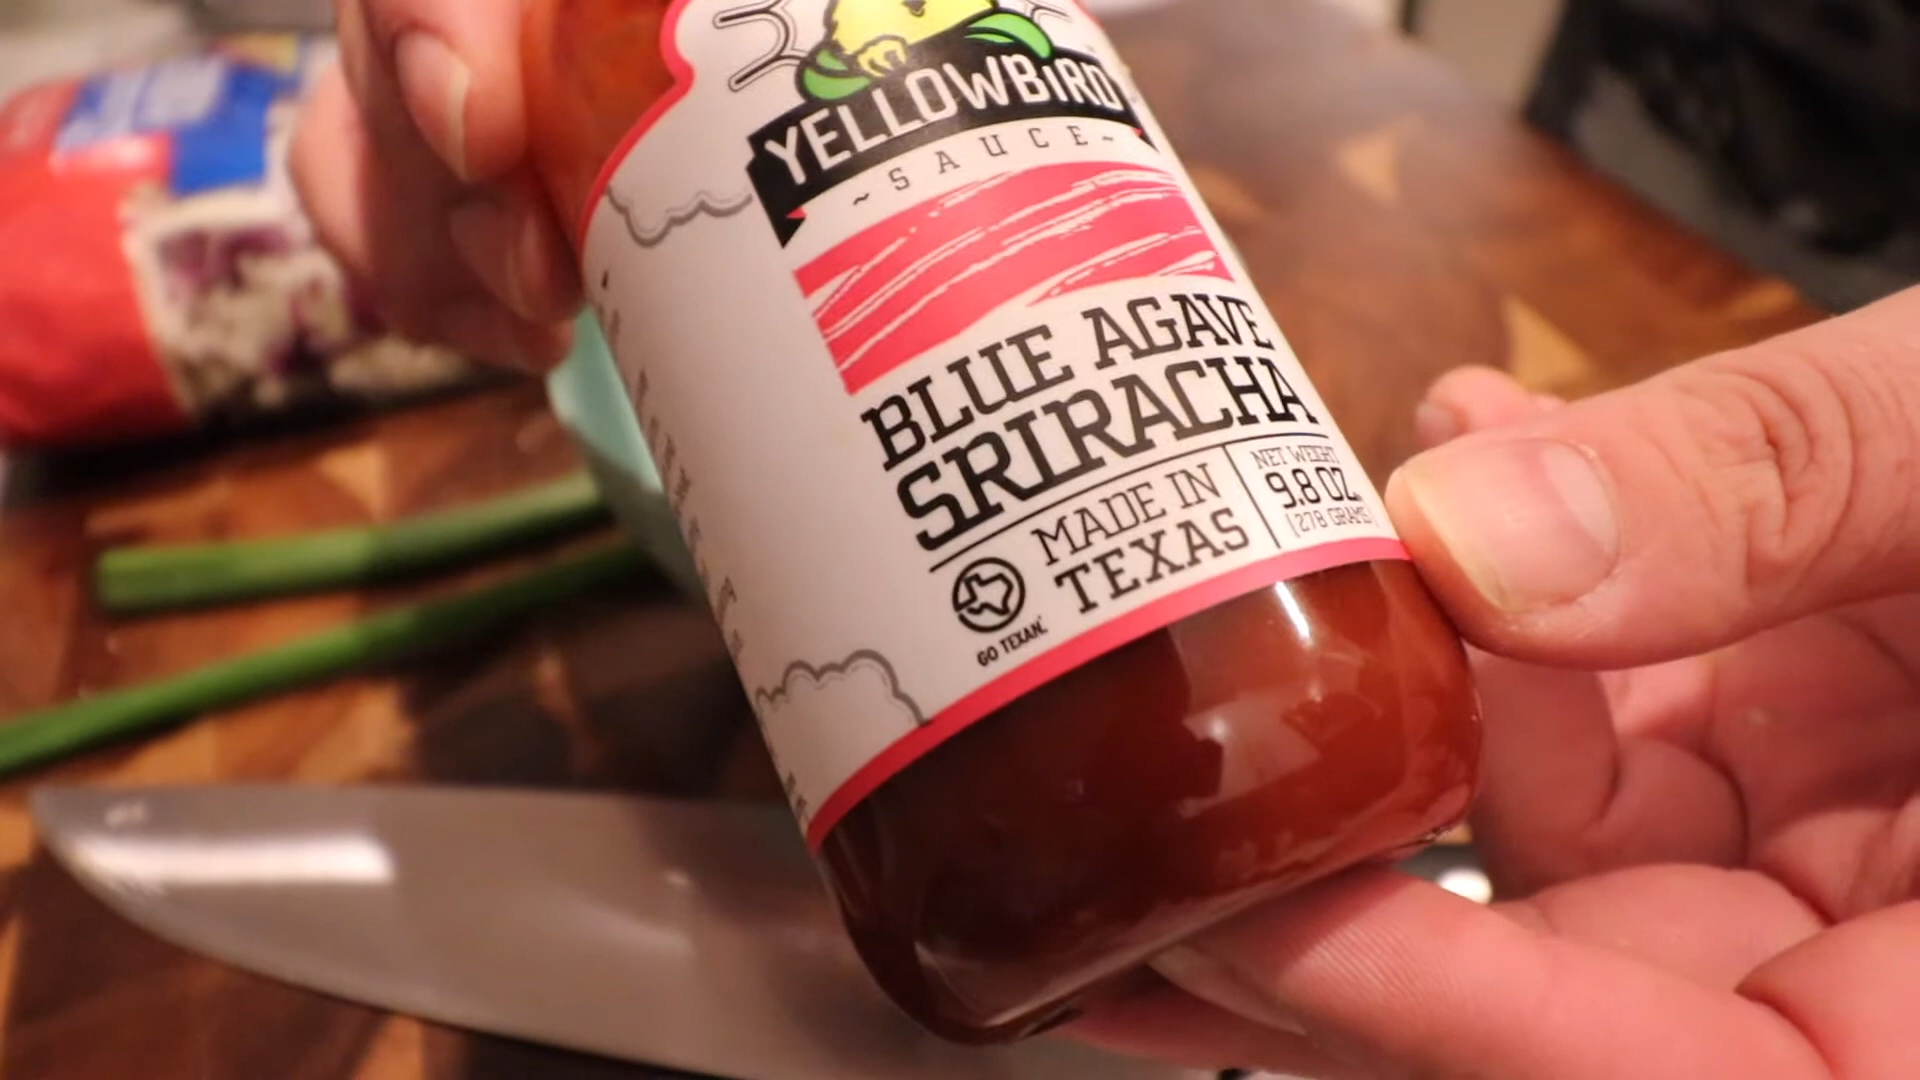 YELLOWBIRD
~SAUCE~
BLUE AGAVE
SRIRACHA
MADE IN
TEXAS
NET WEIGHT
9.8 OZ.
(278 GRAMS)
GO TEXAN.